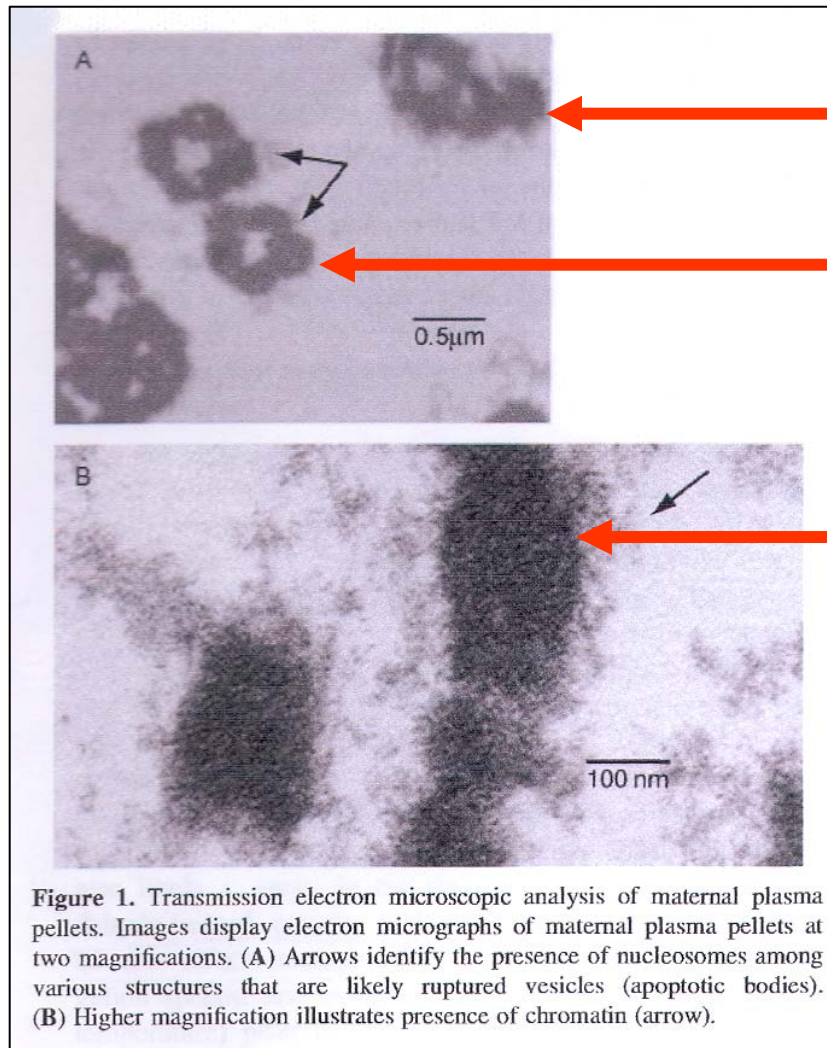 A
0.5μm
B
100 nm
Figure 1. Transmission electron microscopic analysis of maternal plasma
pellets. Images display electron micrographs of maternal plasma pellets at
two magnifications. (A) Arrows identify the presence of nucleosomes among
various structures that are likely ruptured vesicles (apoptotic bodies).
(B) Higher magnification illustrates presence of chromatin (arrow).